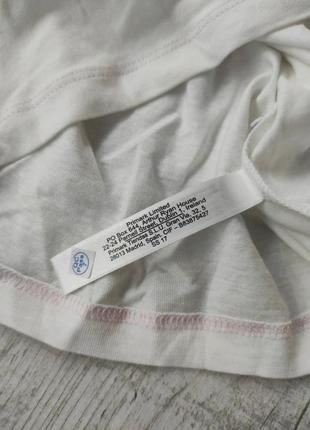 Primark Limited
PO Box 644, Arthur Ryan House
22-24 Parnell Street, Dublin 1, Ireland
Primark Tiendas S.L.U, Gran Via, 32, 5
28013 Madrid, Spain, CIF – B83875427
SS 17